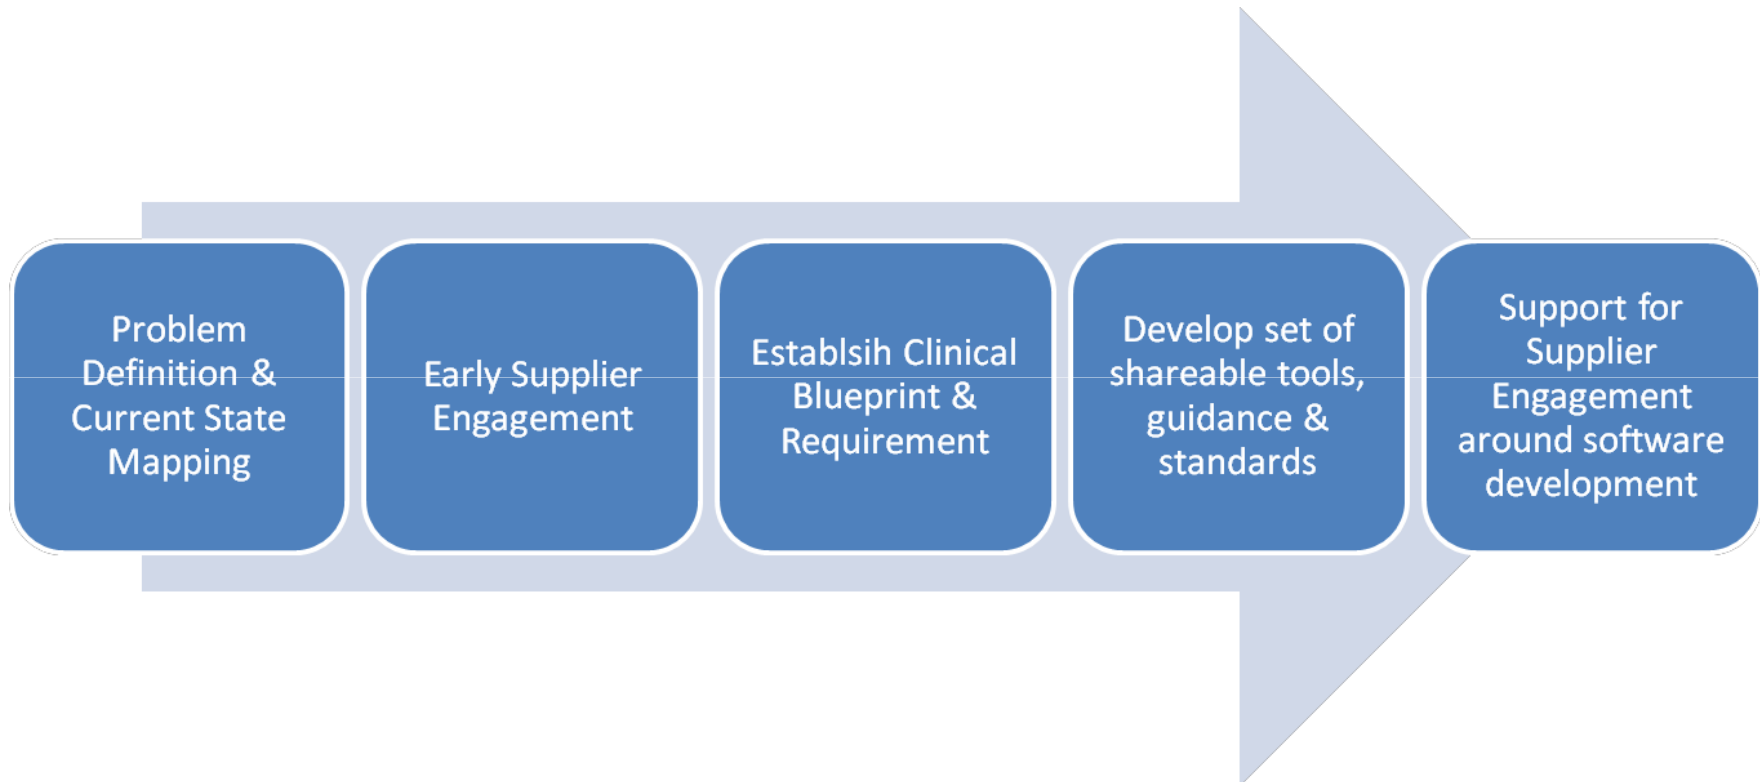 Problem
Definition &
Current State
Mapping
Early Supplier
Engagement
Establsih Clinical
Blueprint &
Requirement
Develop set of
shareable tools,
guidance &
standards
Support for
Supplier
Engagement
around software
development